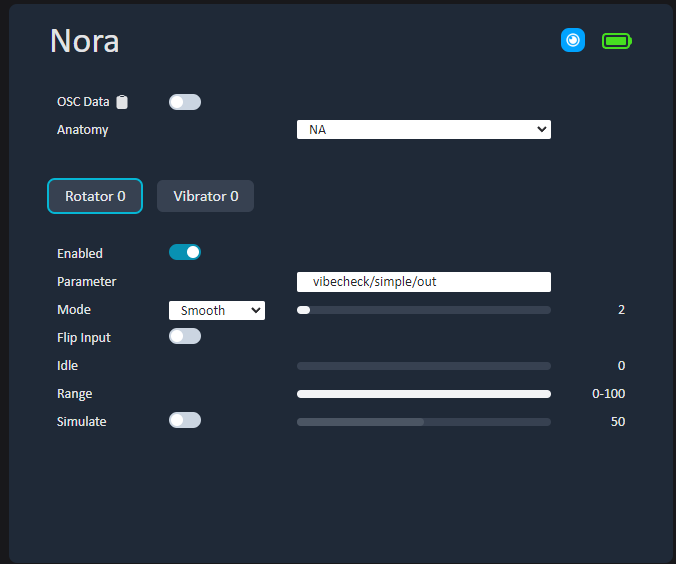 Nora
OSC Data
Anatomy NA
Rotator 0 Vibrator 0
Enabled
Parameter vibecheck/simple/out
Mode Smooth 2
Flip Input
Idle 0
Range 0-100
Simulate 50